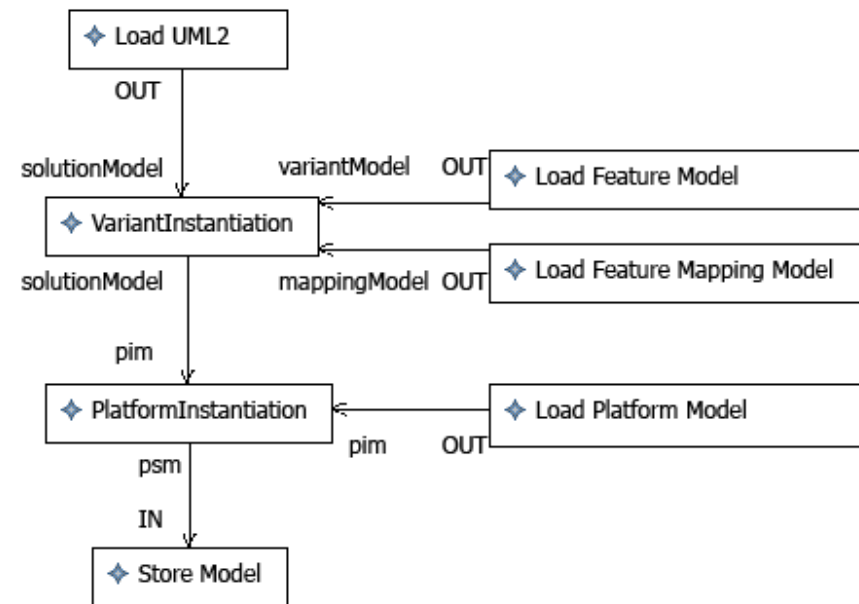 Load UML2
OUT
solutionModel
variantModel
OUT
Load Feature Model
VariantInstantiation
Load Feature Mapping Model
solutionModel
mappingModel
OUT
pim
PlatformInstantiation
Load Platform Model
pim
OUT
psm
IN
Store Model